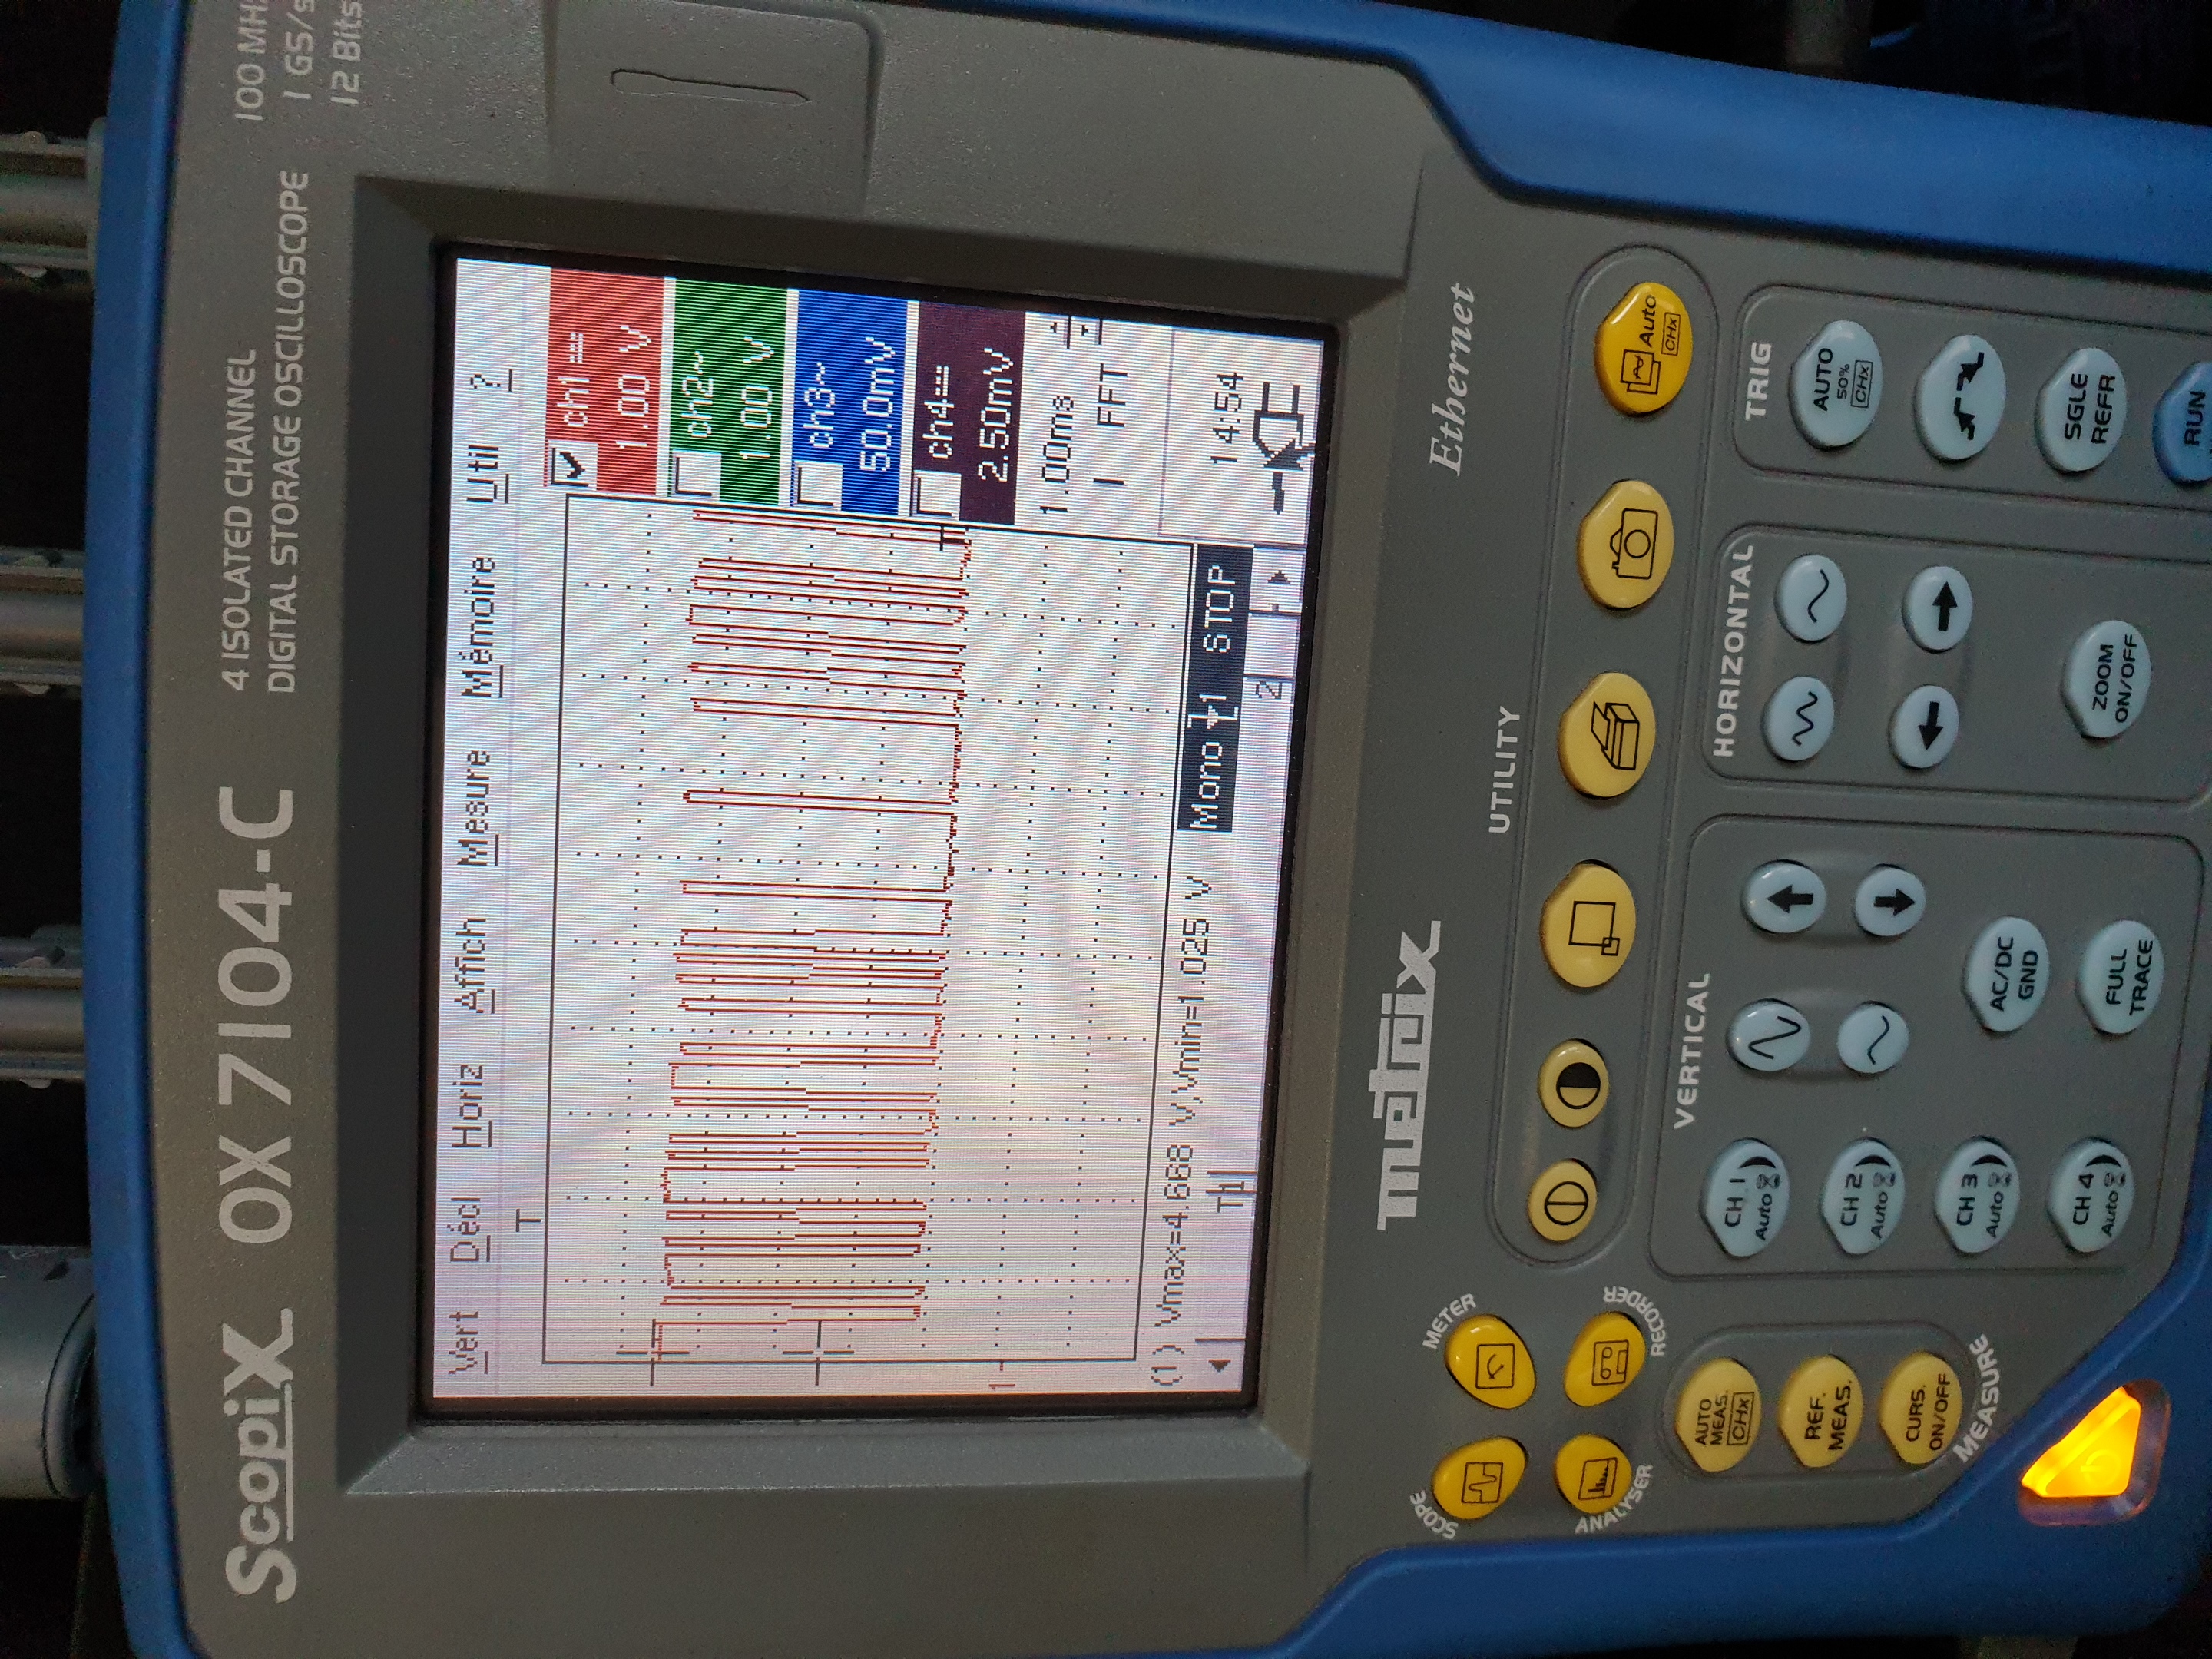 ScopiX OX 7104-C
4 ISOLATED CHANNEL
DIGITAL STORAGE OSCILLOSCOPE
100 MHz
1 GS/s
12 Bits
Vert Décl Horiz Affich Mesure Mémoire Util ?
T
ch1
1.00 V
ch2~
1.00 V
ch3~
50.0mV
ch4
2.50mV
1
1.00ms
FFT
(1) Vmax=4.668 V,Vmin=1.025 V
Mono 1 STOP
14:54
T1
2
metrix
Ethernet
SCOPE
METER
ANALYSER
RECORDER
UTILITY
Auto
CHx
AUTO
MEAS.
CHx
REF.
MEAS.
CURS.
ON/OFF
MEASURE
VERTICAL
CH 1
Auto
CH 2
Auto
CH 3
Auto
CH 4
Auto
AC/DC
GND
FULL
TRACE
HORIZONTAL
ZOOM
ON/OFF
TRIG
AUTO
50%
CHx
SGLE
REFR
RUN